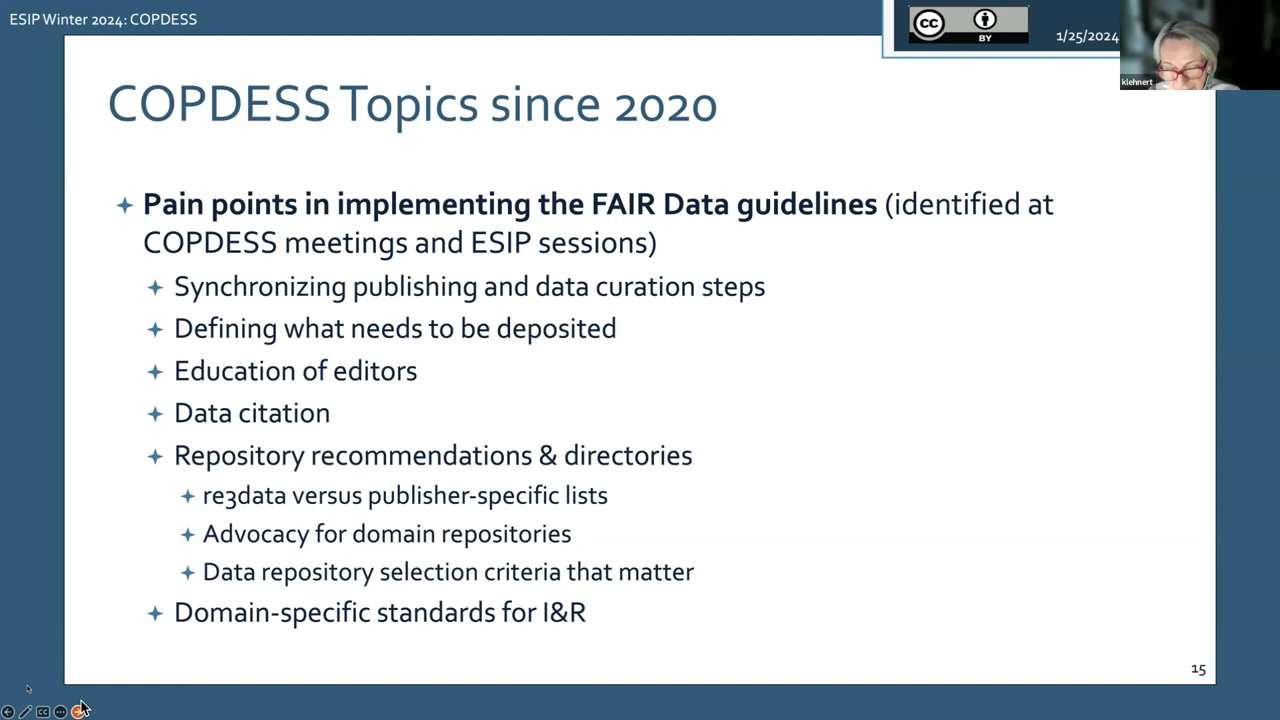 ESIP Winter 2024: COPDESS
CC BY
1/25/2024
klehnert
COPDESS Topics since 2020
Pain points in implementing the FAIR Data guidelines (identified at
COPDESS meetings and ESIP sessions)
Synchronizing publishing and data curation steps
Defining what needs to be deposited
Education of editors
Data citation
Repository recommendations & directories
re3data versus publisher-specific lists
Advocacy for domain repositories
Data repository selection criteria that matter
Domain-specific standards for I&R
15
CC